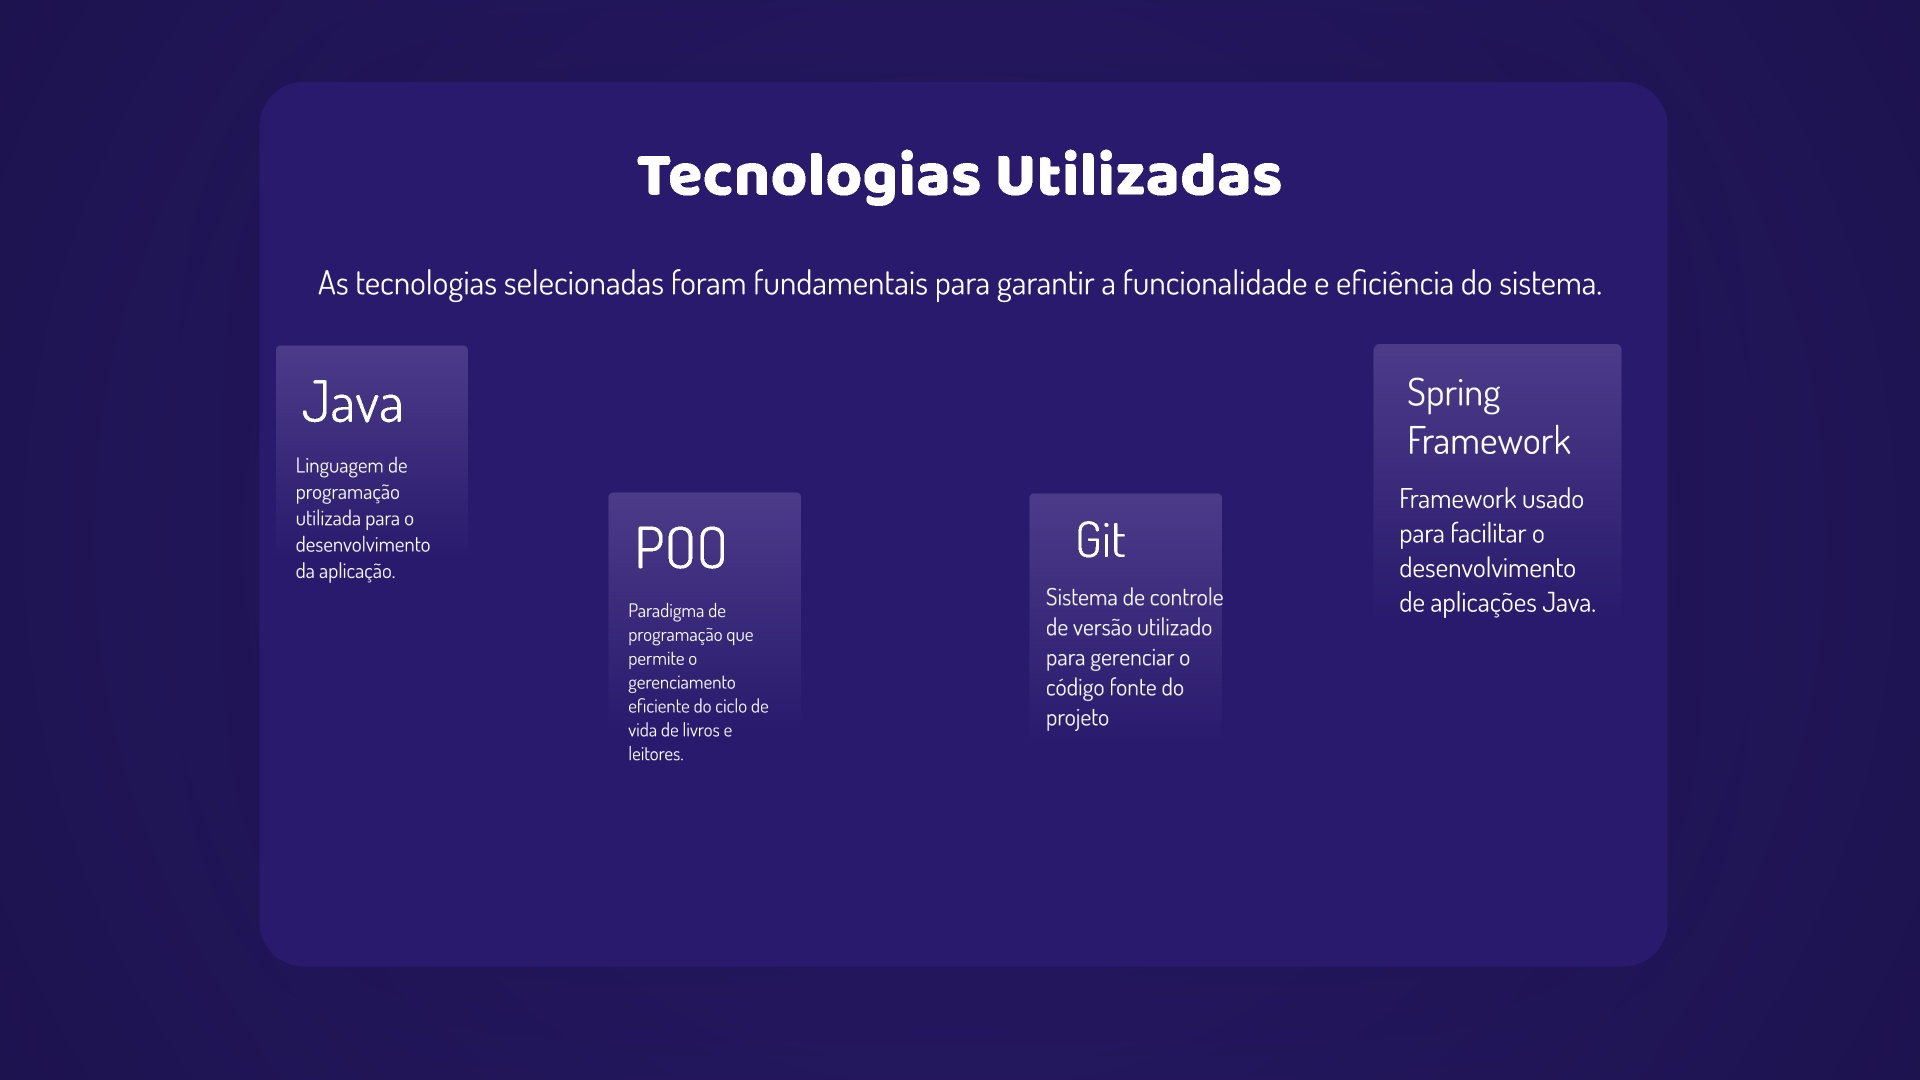 Tecnologias Utilizadas
As tecnologias selecionadas foram fundamentais para garantir a funcionalidade e eficiência do sistema.
Java
Linguagem de
programação
utilizada para o
desenvolvimento
da aplicação.
POO
Paradigma de
programação que
permite o
gerenciamento
eficiente do ciclo de
vida de livros e
leitores.
Git
Sistema de controle
de versão utilizado
para gerenciar o
código fonte do
projeto
Spring
Framework
Framework usado
para facilitar o
desenvolvimento
de aplicações Java.